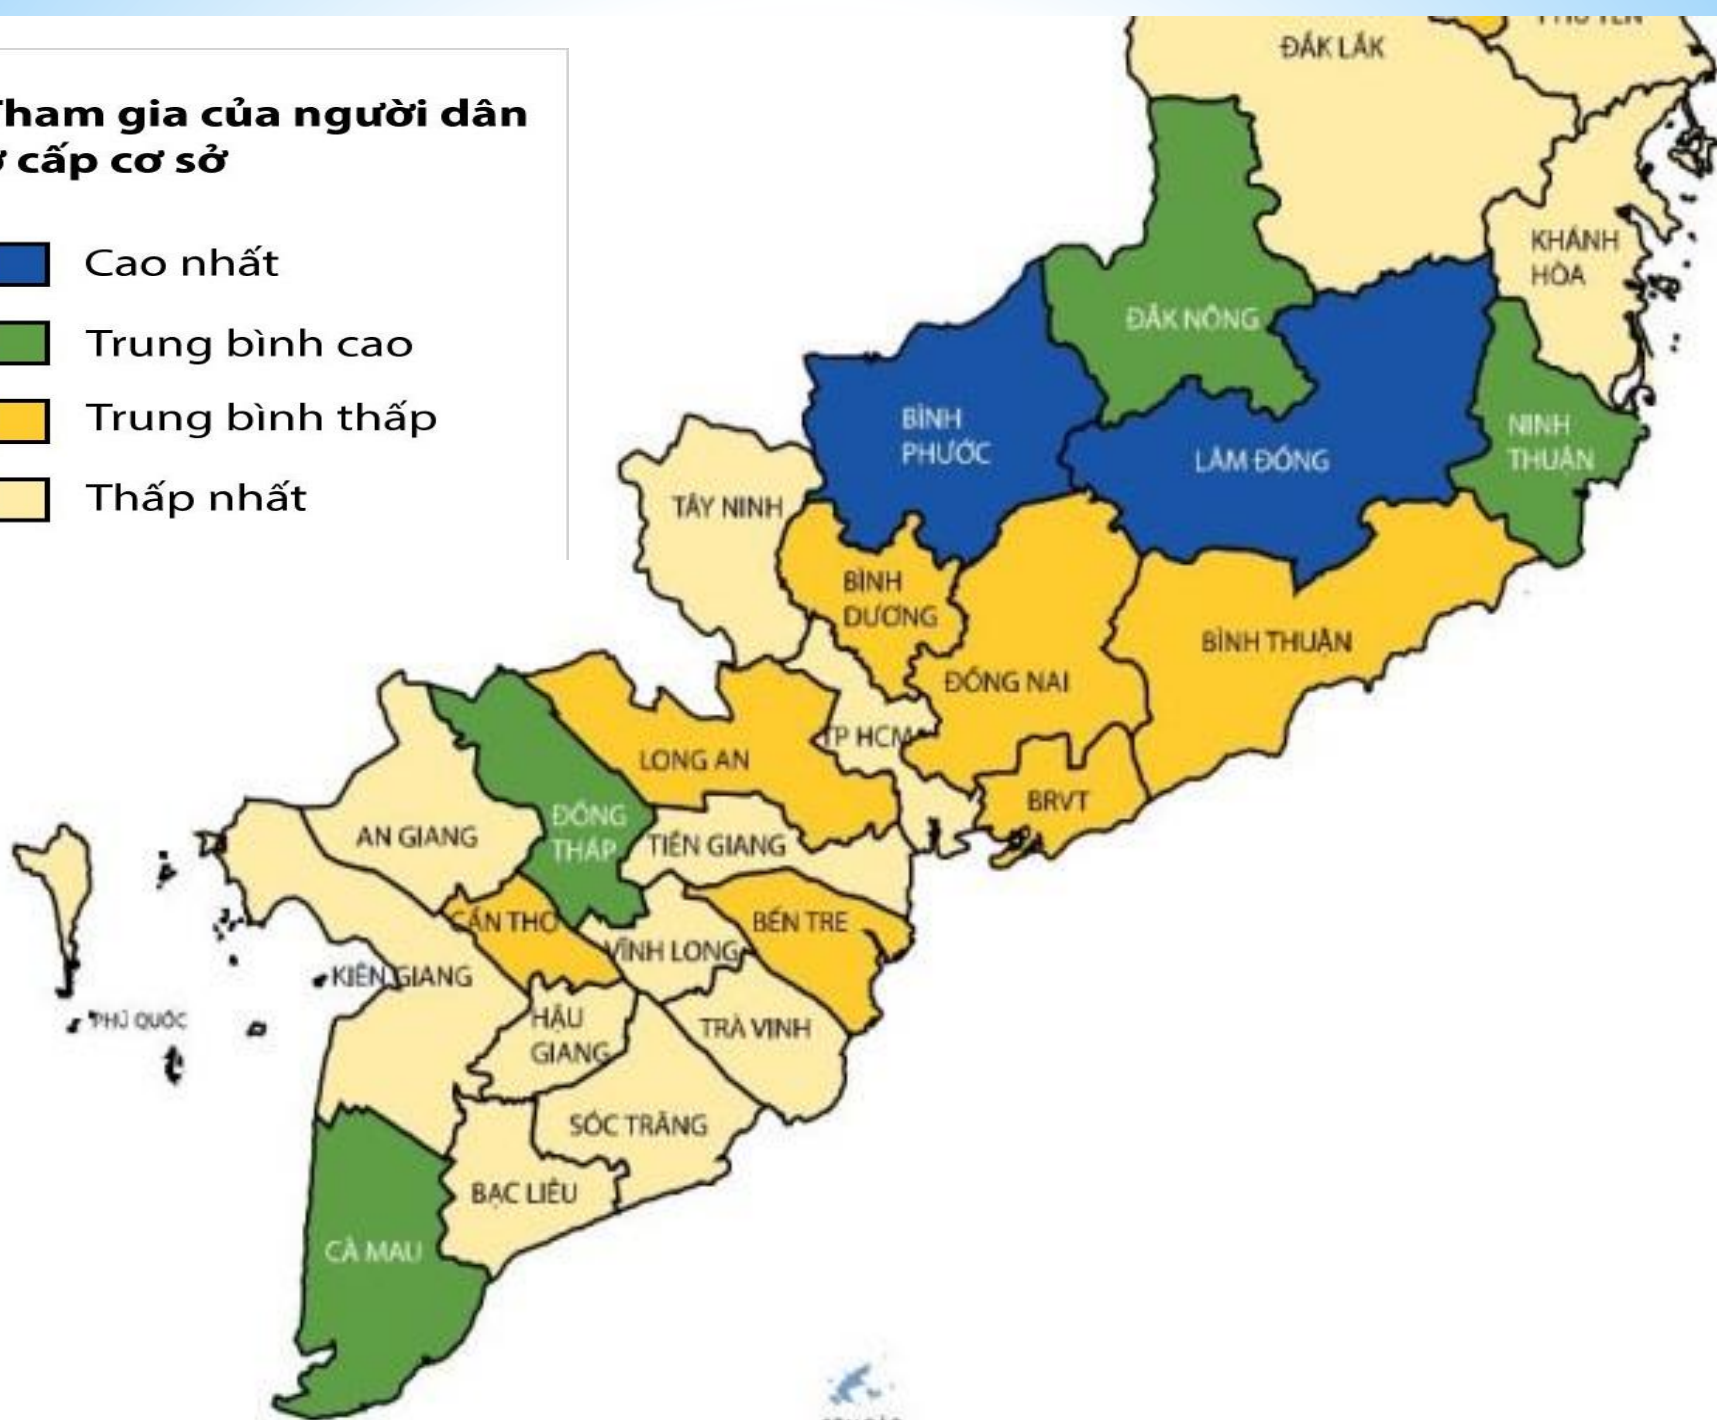 Tham gia của người dân
ở cấp cơ sở
Cao nhất
Trung bình cao
Trung bình thấp
Thấp nhất
ĐẮK LẮK
KHÁNH
HÒA
ĐẮK NÔNG
BÌNH
PHƯỚC
LÂM ĐỒNG
NINH
THUẬN
TÂY NINH
BÌNH
DƯƠNG
BÌNH THUẬN
ĐỒNG NAI
TP HCM
LONG AN
BRVT
ĐỒNG
THÁP
AN GIANG
TIỀN GIANG
CẦN THƠ
BẾN TRE
VĨNH LONG
KIÊN GIANG
PHÚ QUỐC
HẬU
GIANG
TRÀ VINH
SÓC TRĂNG
BẠC LIÊU
CÀ MAU